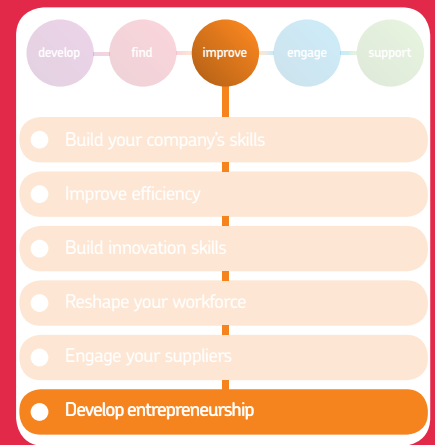 develop find improve engage support
Build your company's skills
Improve efficiency
Build innovation skills
Reshape your workforce
Engage your suppliers
Develop entrepreneurship